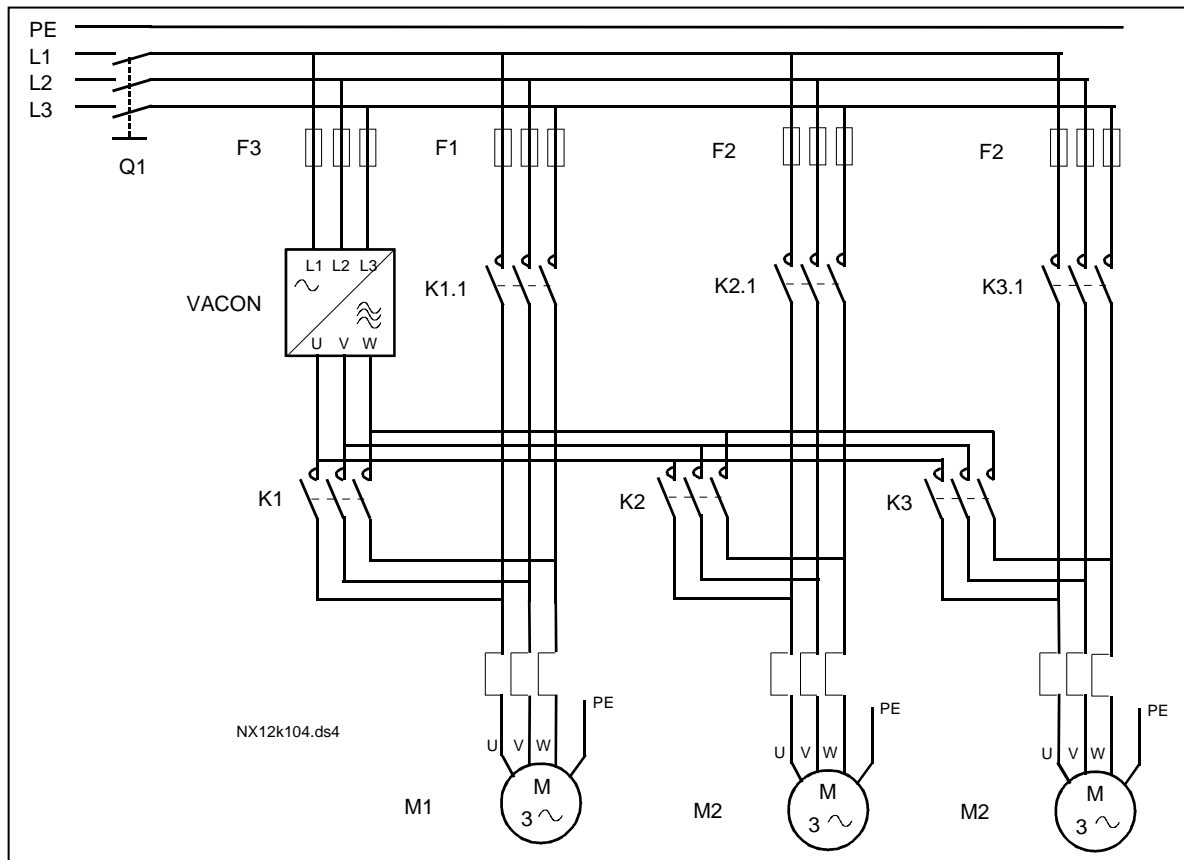 PE
L1
L2
L3
Q1
F3
F1
F2
F2
L1 L2 L3
VACON
U V W
K1.1
K2.1
K3.1
K1
K2
K3
NX12k104.ds4
PE
PE
PE
U V W
U V W
U V W
M1
M
3
M2
M
3
M2
M
3